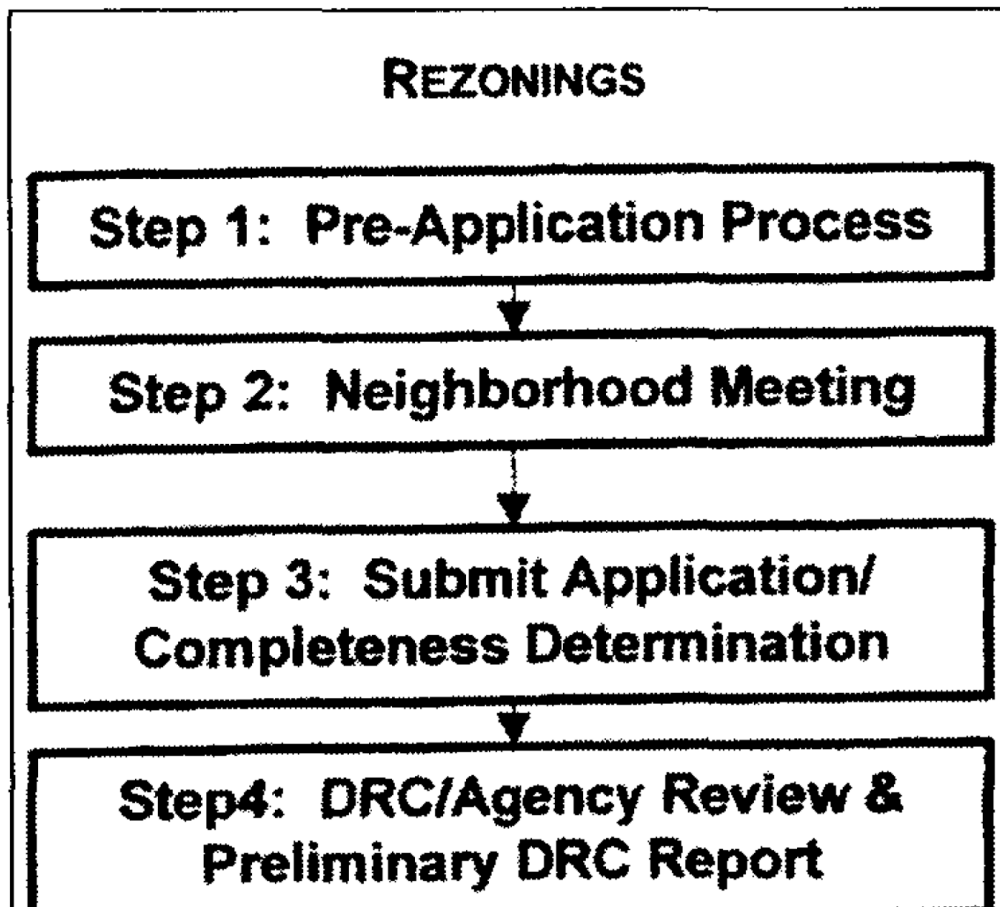 REZONINGS
Step 1: Pre-Application Process
Step 2: Neighborhood Meeting
Step 3: Submit Application/
Completeness Determination
Step4: DRC/Agency Review &
Preliminary DRC Report